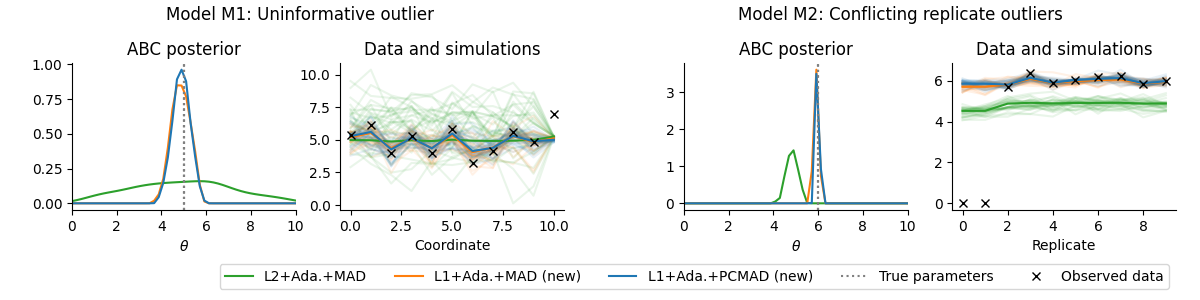 Model M1: Uninformative outlier
Model M2: Conflicting replicate outliers
ABC posterior
Data and simulations
ABC posterior
Data and simulations
1.00
0.75
0.50
0.25
0.00
0 2 4 6 8 10
θ
10.0
7.5
5.0
2.5
0.0
0.0 2.5 5.0 7.5 10.0
Coordinate
3
2
1
0
0 2 4 6 8 10
θ
6
4
2
0
0 2 4 6 8
Replicate
L2+Ada.+MAD
L1+Ada.+MAD (new)
L1+Ada.+PCMAD (new)
True parameters
Observed data